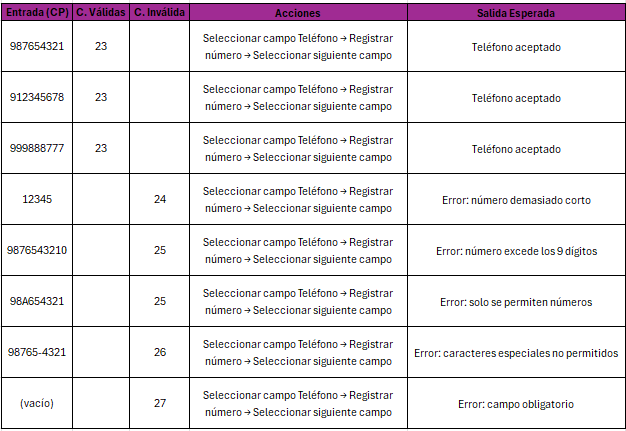 Entrada (CP) C. Válidas C. Inválida Acciones Salida Esperada
987654321 23 Seleccionar campo Teléfono → Registrar
número → Seleccionar siguiente campo Teléfono aceptado
912345678 23 Seleccionar campo Teléfono → Registrar
número → Seleccionar siguiente campo Teléfono aceptado
999888777 23 Seleccionar campo Teléfono → Registrar
número → Seleccionar siguiente campo Teléfono aceptado
12345 24 Seleccionar campo Teléfono → Registrar
número → Seleccionar siguiente campo Error: número demasiado corto
9876543210 25 Seleccionar campo Teléfono → Registrar
número → Seleccionar siguiente campo Error: número excede los 9 dígitos
98A654321 25 Seleccionar campo Teléfono → Registrar
número → Seleccionar siguiente campo Error: solo se permiten números
98765-4321 26 Seleccionar campo Teléfono → Registrar
número → Seleccionar siguiente campo Error: caracteres especiales no permitidos
(vacío) 27 Seleccionar campo Teléfono → Registrar
número → Seleccionar siguiente campo Error: campo obligatorio